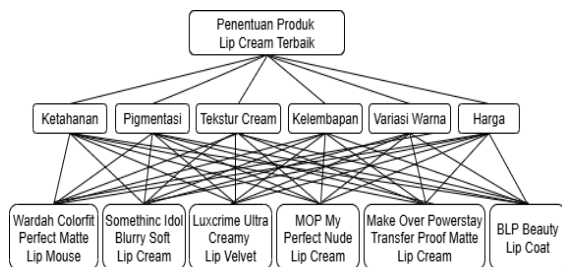 Penentuan Produk
Lip Cream Terbaik
Ketahanan
Pigmentasi
Tekstur Cream
Kelembapan
Variasi Warna
Harga
Wardah Colorfit
Perfect Matte
Lip Mouse
Somethinc Idol
Blurry Soft
Lip Cream
Luxcrime Ultra
Creamy
Lip Velvet
MOP My
Perfect Nude
Lip Cream
Make Over Powerstay
Transfer Proof Matte
Lip Cream
BLP Beauty
Lip Coat